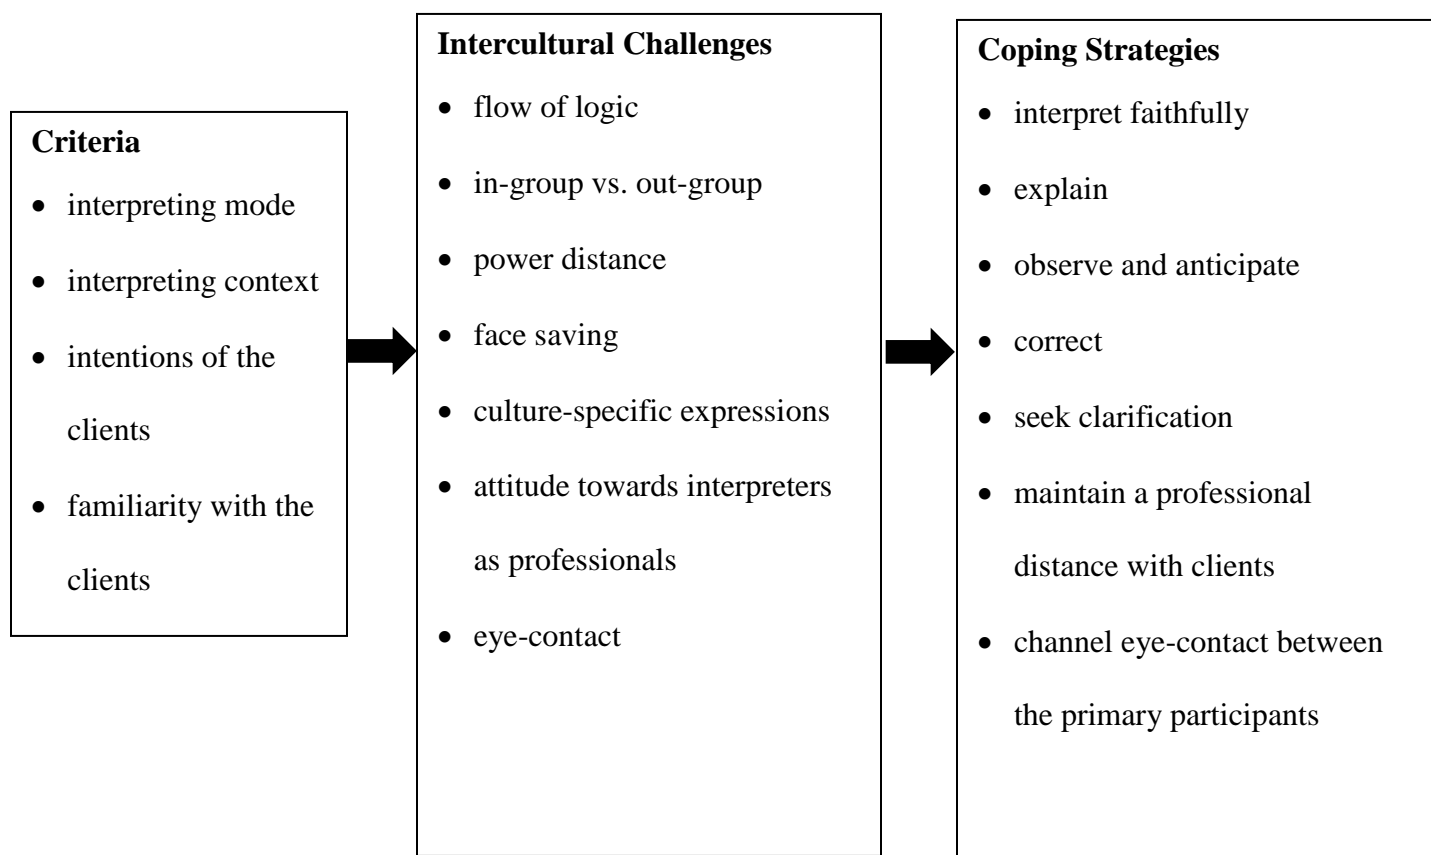 Criteria
• interpreting mode
• interpreting context
• intentions of the
clients
• familiarity with the
clients
Intercultural Challenges
• flow of logic
• in-group vs. out-group
• power distance
• face saving
• culture-specific expressions
• attitude towards interpreters
as professionals
• eye-contact
Coping Strategies
• interpret faithfully
• explain
• observe and anticipate
• correct
• seek clarification
• maintain a professional
distance with clients
• channel eye-contact between
the primary participants